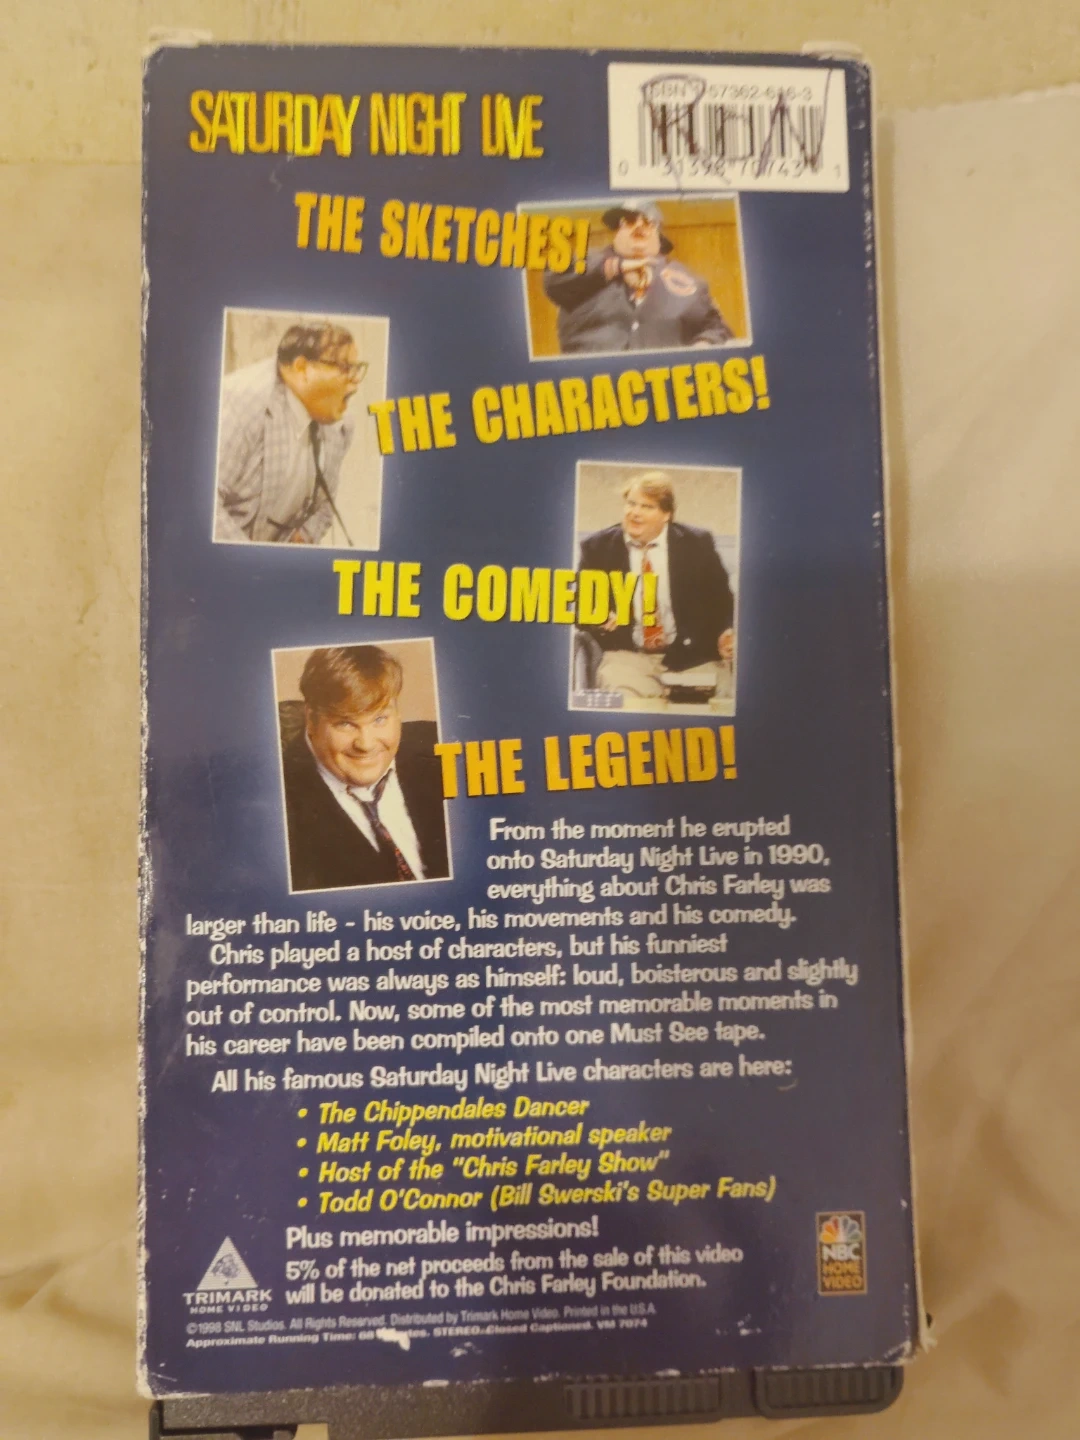 SATURDAY NIGHT LIVE
THE SKETCHES!
THE CHARACTERS!
THE COMEDY!
THE LEGEND!
From the moment he erupted
onto Saturday Night Live in 1990,
everything about Chris Farley was
larger than life - his voice, his movements and his comedy.
Chris played a host of characters, but his funniest
performance was always as himself: loud, boisterous and slightly
out of control. Now, some of the most memorable moments in
his career have been compiled onto one Must See tape.
All his famous Saturday Night Live characters are here:
• The Chippendales Dancer
• Matt Foley, motivational speaker
• Host of the "Chris Farley Show"
• Todd O'Connor (Bill Swerski's Super Fans)
Plus memorable impressions!
5% of the net proceeds from the sale of this video
will be donated to the Chris Farley Foundation.
TRIMARK
HOME VIDEO
NBC
HOME
VIDEO
©1998 SNL Studios. All Rights Reserved. Distributed by Trimark Home Video. Printed in the U.S.A.
Approximate Running Time: STEREO. Closed Captioned. VM 7074